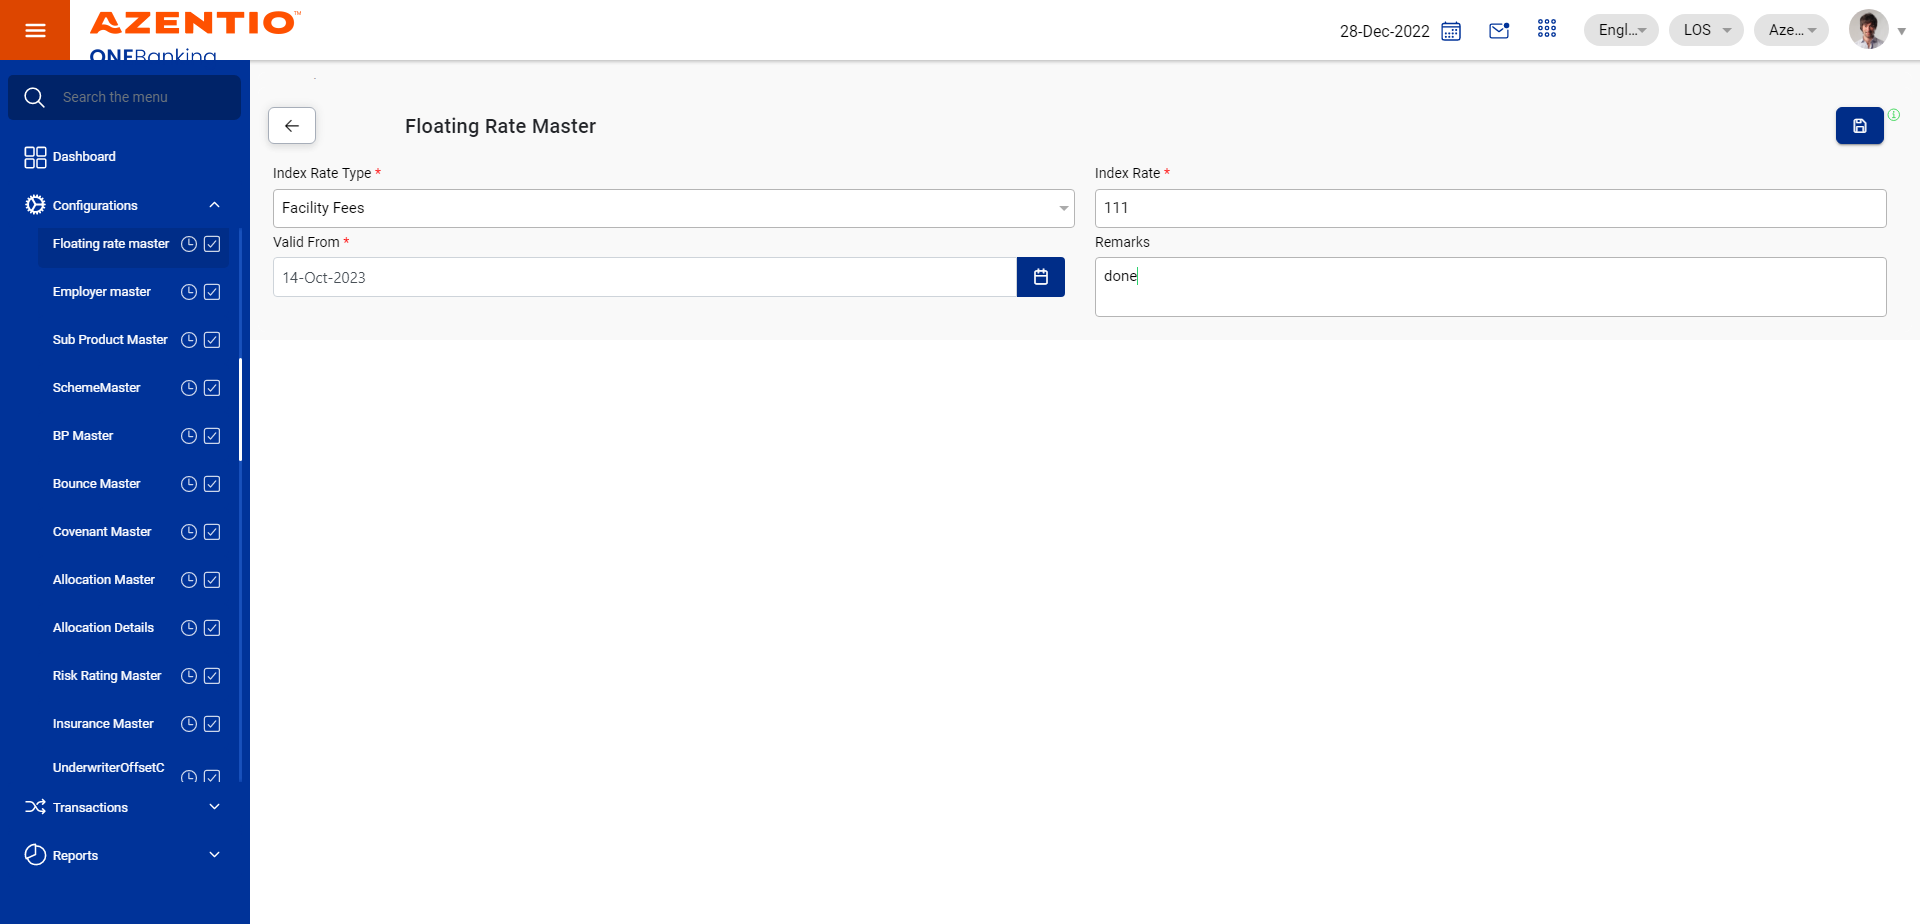 AZENTIO™
ONEBanking
28-Dec-2022
Engl...
LOS
Aze...
Search the menu
Dashboard
Configurations
Floating rate master
Employer master
Sub Product Master
SchemeMaster
BP Master
Bounce Master
Covenant Master
Allocation Master
Allocation Details
Risk Rating Master
Insurance Master
UnderwriterOffsetC
Transactions
Reports
Floating Rate Master
Index Rate Type *
Facility Fees
Index Rate *
111
Valid From *
14-Oct-2023
Remarks
done